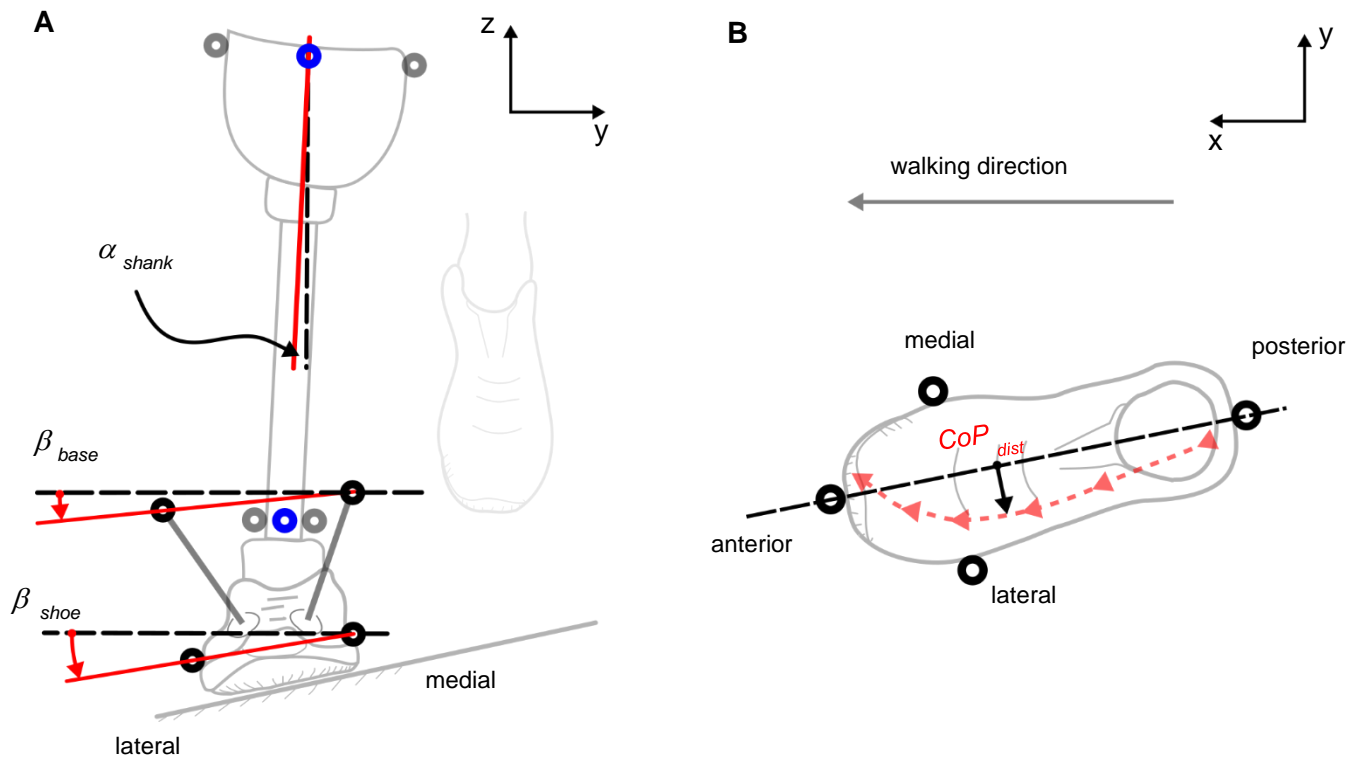 A
z
y
α shank
β base
β shoe
medial
lateral
B
y
x
walking direction
medial
posterior
CoP dist
anterior
lateral